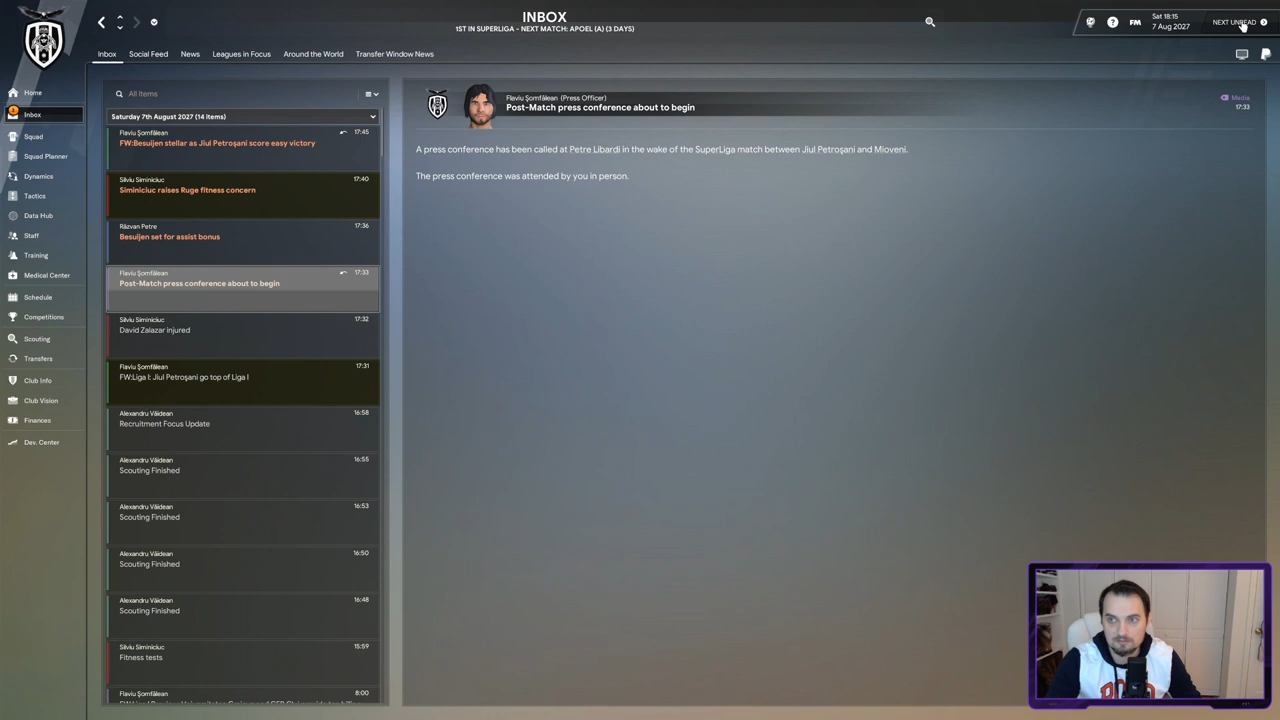 INBOX
1ST IN SUPERLIGA - NEXT MATCH: APOEL (A) (3 DAYS)
FM
Sat 18:15
7 Aug 2027
NEXT UNREAD
Inbox
Social Feed
News
Leagues in Focus
Around the World
Transfer Window News
Home
Inbox
Squad
Squad Planner
Dynamics
Tactics
Data Hub
Staff
Training
Medical Center
Schedule
Competitions
Scouting
Transfers
Club Info
Club Vision
Finances
Dev. Center
All Items
Saturday 7th August 2027 (14 items)
Flaviu Şomfălean 17:45
FW:Besuijen stellar as Jiul Petroşani score easy victory
Silviu Siminiciuc 17:40
Siminiciuc raises Ruge fitness concern
Răzvan Petre 17:36
Besuijen set for assist bonus
Flaviu Şomfălean 17:33
Post-Match press conference about to begin
Silviu Siminiciuc 17:32
David Zalazar injured
Flaviu Şomfălean 17:31
FW:Liga I: Jiul Petroşani go top of Liga I
Alexandru Văidean 16:58
Recruitment Focus Update
Alexandru Văidean 16:55
Scouting Finished
Alexandru Văidean 16:53
Scouting Finished
Alexandru Văidean 16:50
Scouting Finished
Alexandru Văidean 16:48
Scouting Finished
Silviu Siminiciuc 15:59
Fitness tests
Flaviu Şomfălean 8:00
Flaviu Şomfălean (Press Officer)
Post-Match press conference about to begin
Media
17:33
A press conference has been called at Petre Libardi in the wake of the SuperLiga match between Jiul Petroşani and Mioveni.
The press conference was attended by you in person.